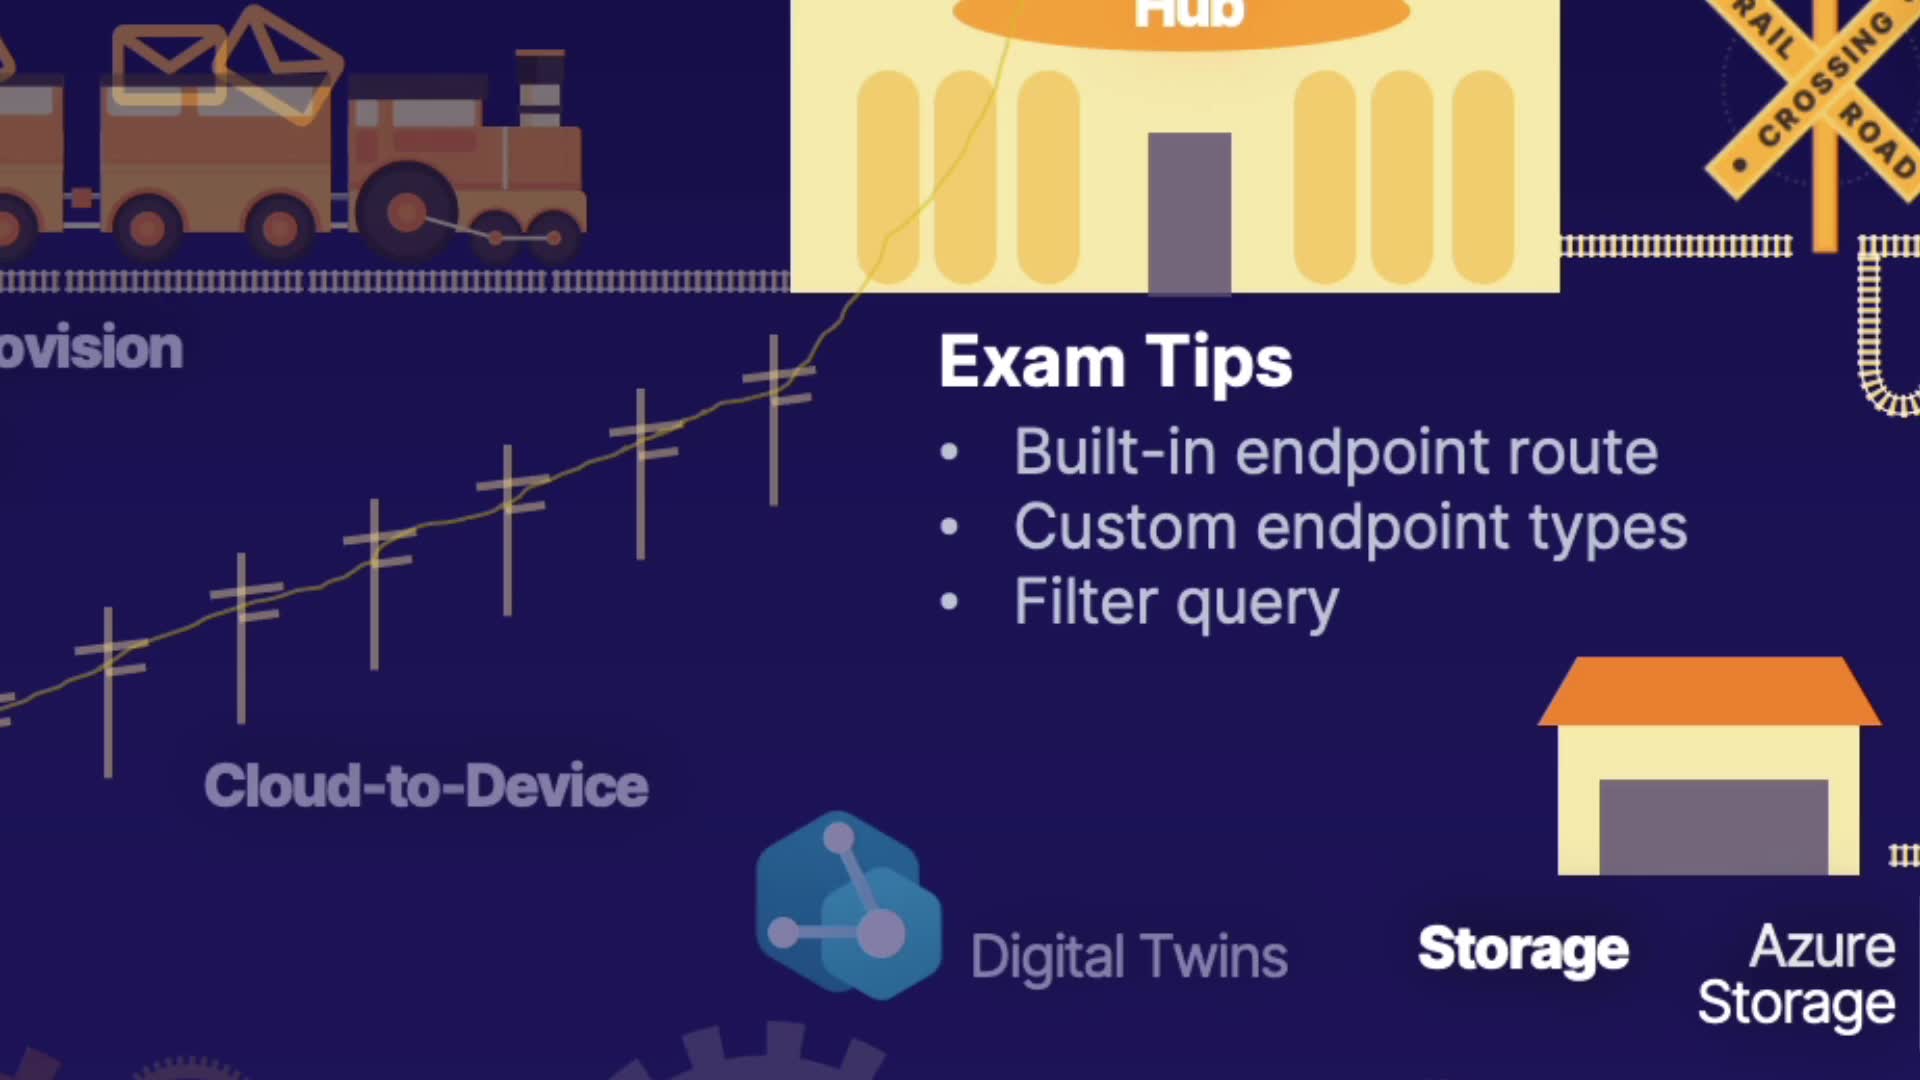 Hub
RAIL
CROSSING
ROAD
ovision
Exam Tips
• Built-in endpoint route
• Custom endpoint types
• Filter query
Cloud-to-Device
Digital Twins
Storage
Azure
Storage